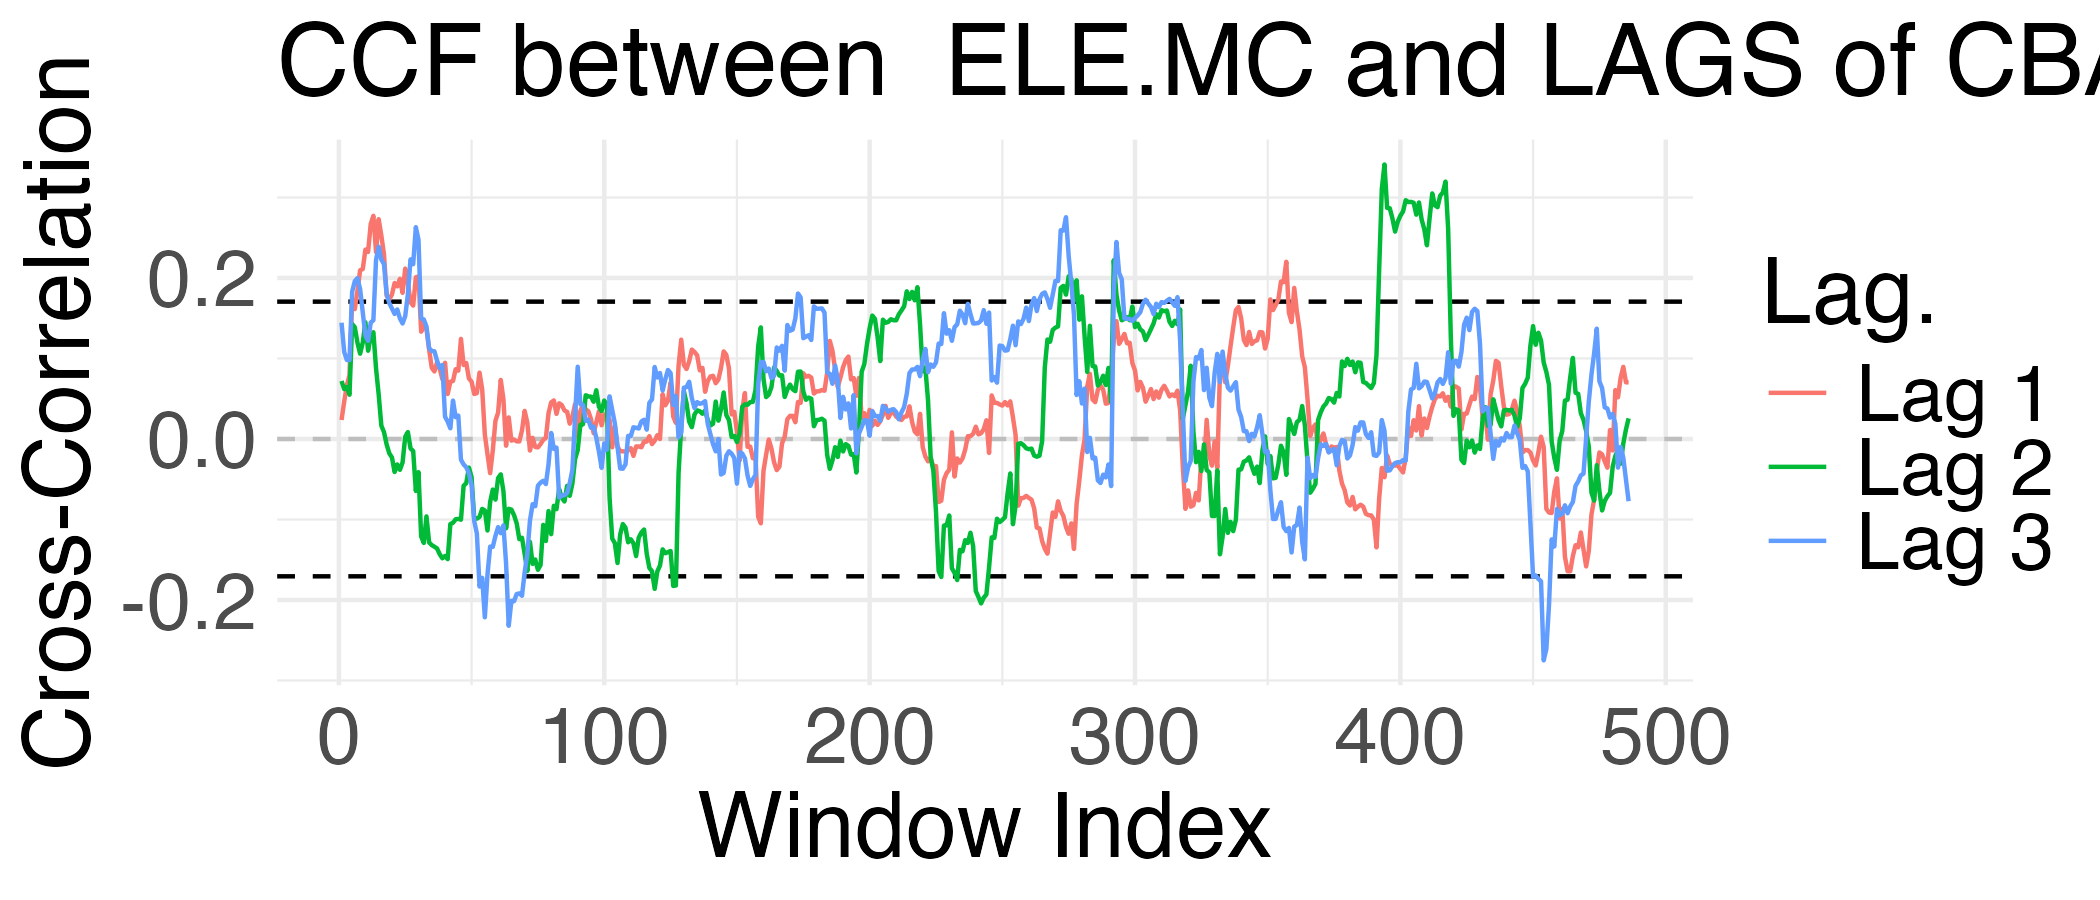 CCF between  ELE.MC and LAGS of CBA
Cross-Correlation
0.2
0.0
-0.2
0
100
200
300
400
500
Window Index
Lag.
Lag 1
Lag 2
Lag 3